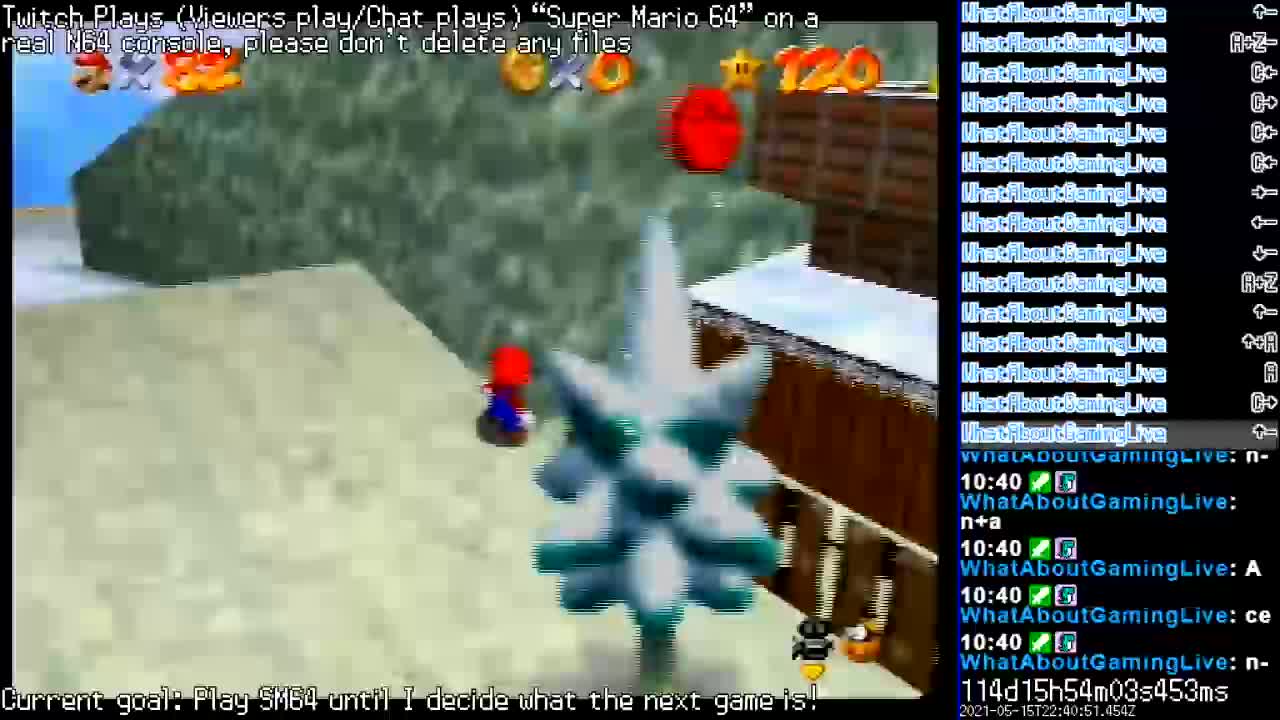 Twitch Plays (Viewers play/Chat plays) “Super Mario 64” on a
real N64 console, please don't delete any files
×82
×0
120
WhatAboutGamingLive ↑-
WhatAboutGamingLive A+Z-
WhatAboutGamingLive C←
WhatAboutGamingLive C→
WhatAboutGamingLive C←
WhatAboutGamingLive C←
WhatAboutGamingLive →-
WhatAboutGamingLive ←-
WhatAboutGamingLive ↓-
WhatAboutGamingLive A+Z
WhatAboutGamingLive ↑-
WhatAboutGamingLive ↑+A
WhatAboutGamingLive A
WhatAboutGamingLive C→
WhatAboutGamingLive ↑-
WhatAboutGamingLive: n-
10:40
WhatAboutGamingLive:
n+a
10:40
WhatAboutGamingLive: A
10:40
WhatAboutGamingLive: ce
10:40
WhatAboutGamingLive: n-
114d15h54m03s453ms
2021-05-15T22:40:51.454Z
Current goal: Play SM64 until I decide what the next game is!